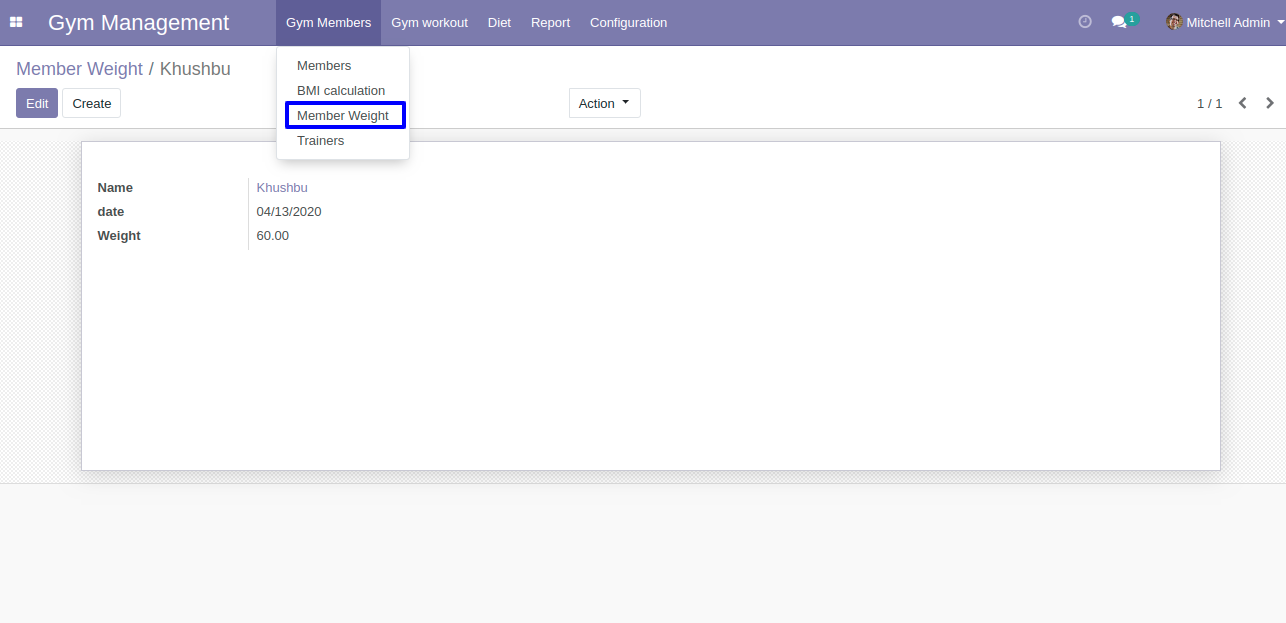 Gym Management Gym Members Gym workout Diet Report Configuration 1 Mitchell Admin
Member Weight / Khushbu
Members
BMI calculation
Member Weight
Trainers
Edit Create Action 1 / 1
Name Khushbu
date 04/13/2020
Weight 60.00